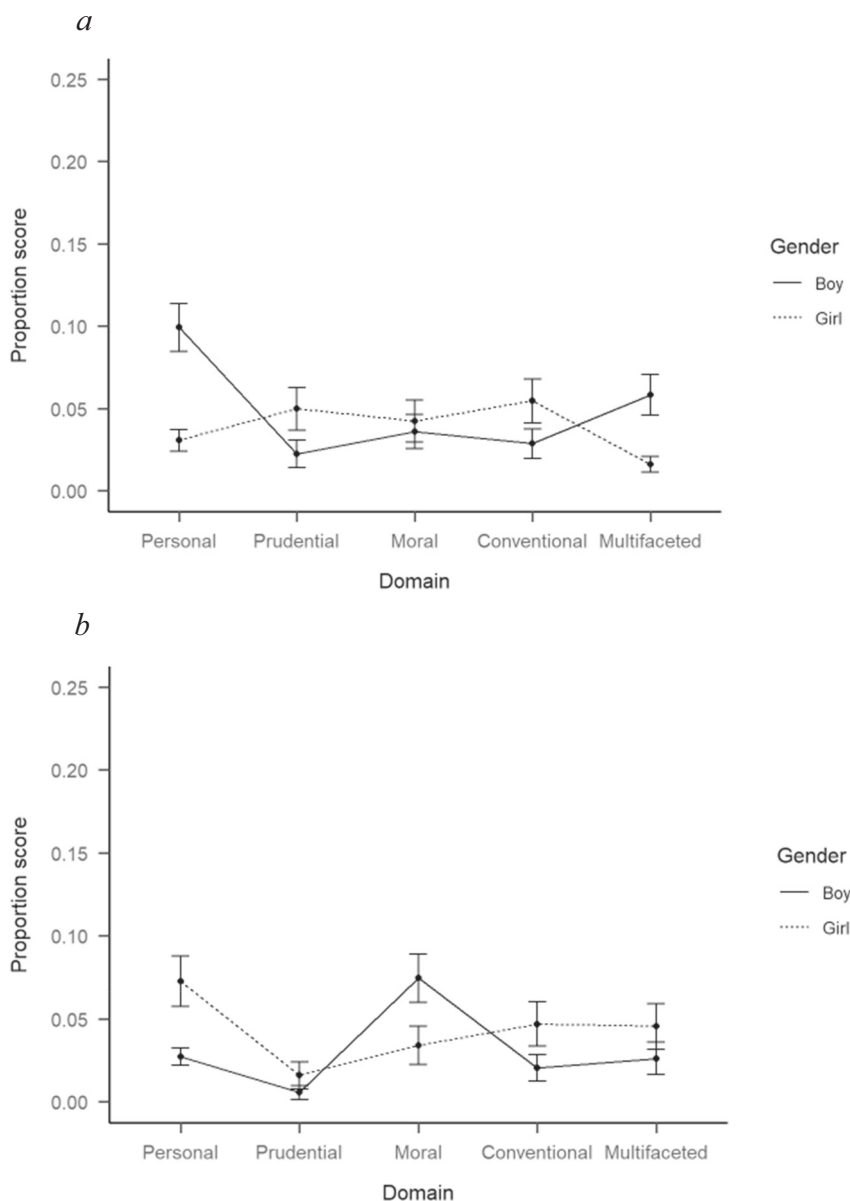 a
0.25
0.20
0.15
0.10
0.05
0.00
Proportion score
Personal Prudential Moral Conventional Multifaceted
Domain
Gender
Boy
Girl
b
0.25
0.20
0.15
0.10
0.05
0.00
Proportion score
Personal Prudential Moral Conventional Multifaceted
Domain
Gender
Boy
Girl